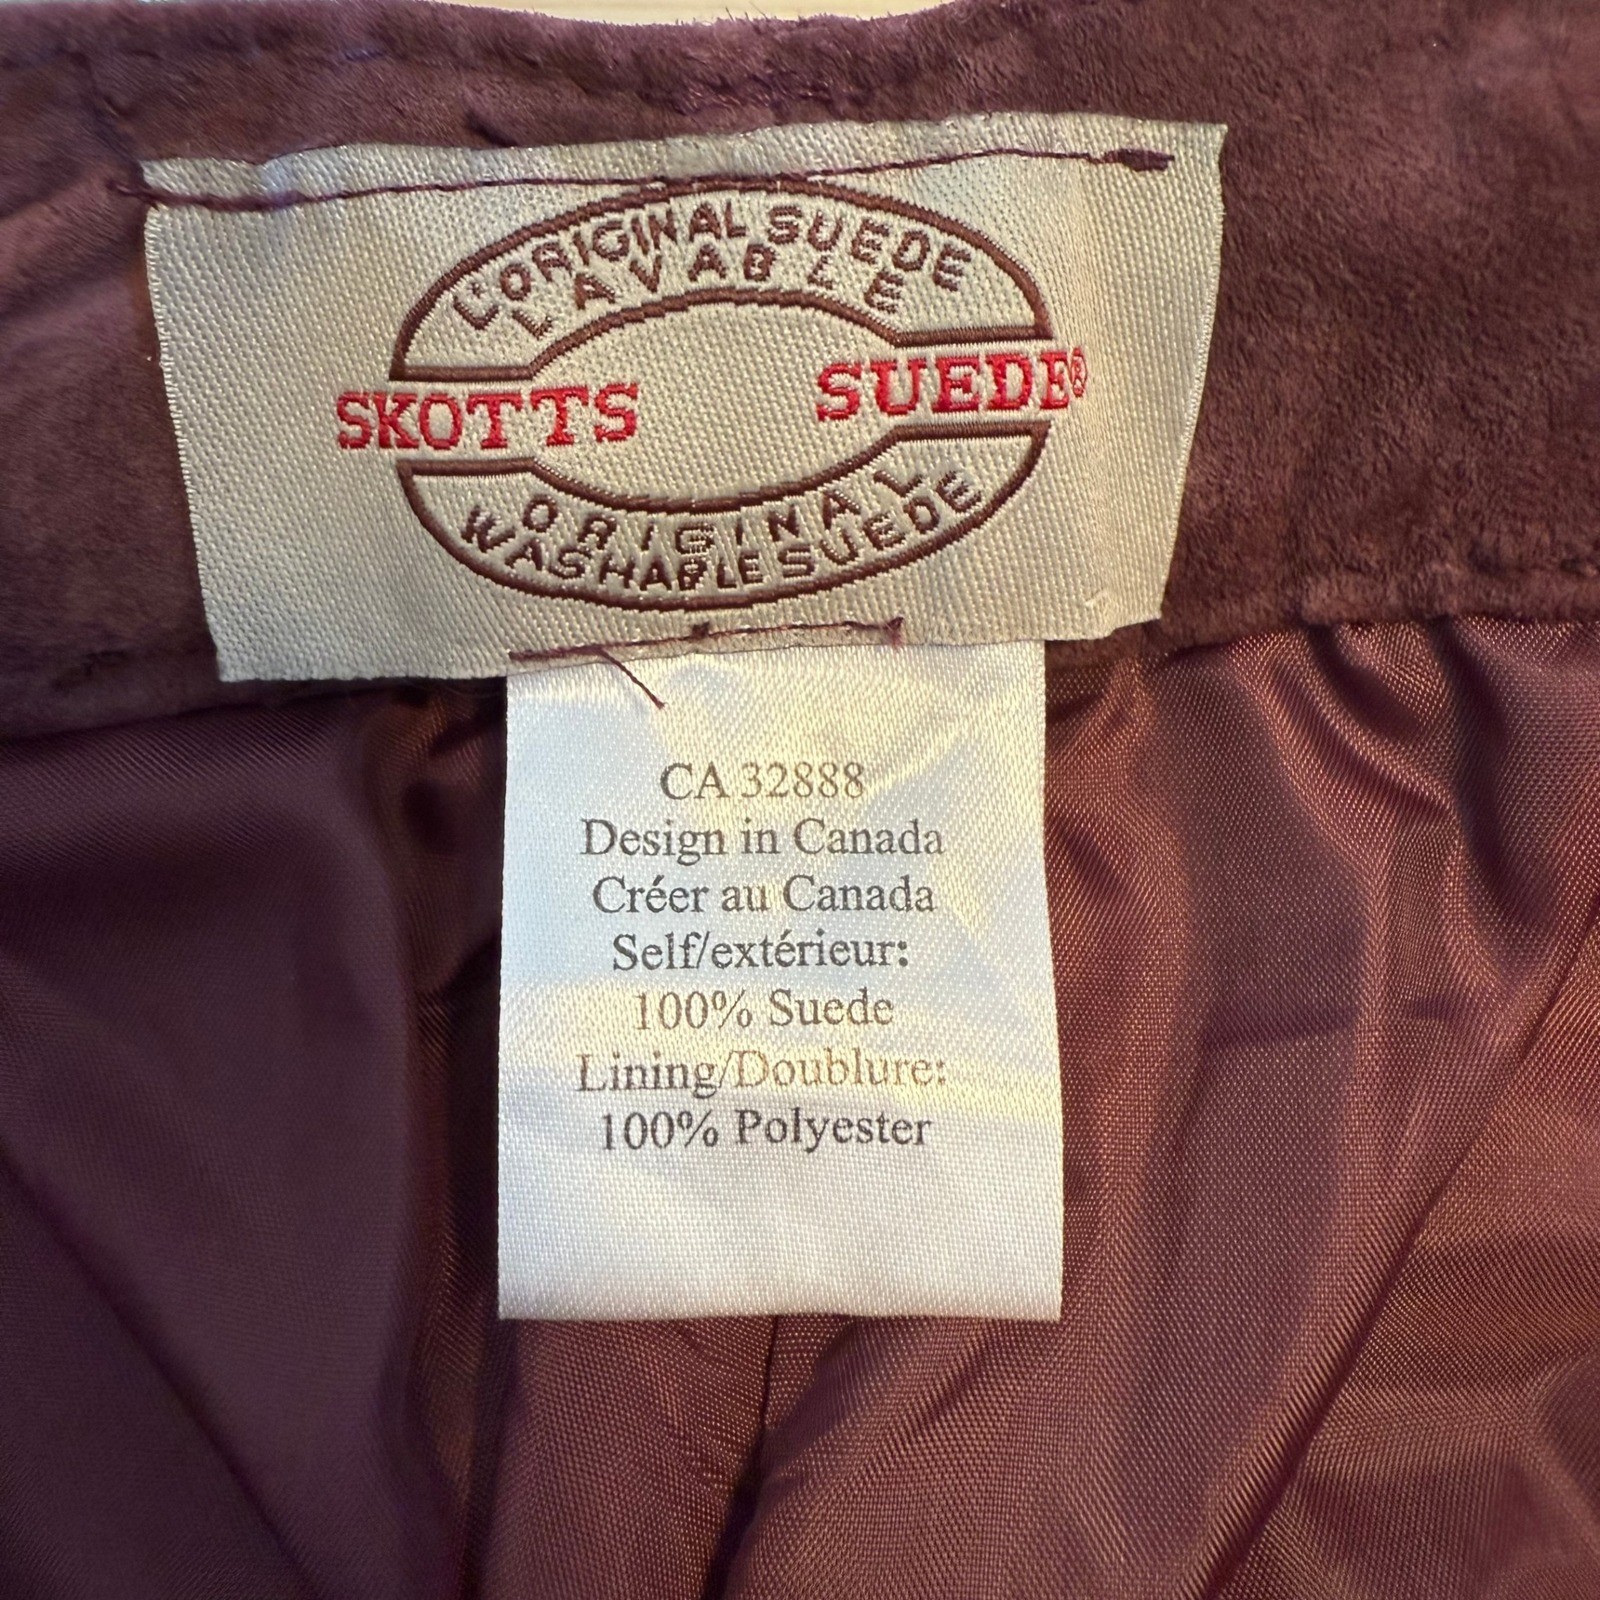 L'ORIGINAL SUEDE
LAVABLE
SKOTTS SUEDE®
ORIGINAL
WASHABLE SUEDE
CA 32888
Design in Canada
Créer au Canada
Self/extérieur:
100% Suede
Lining/Doublure:
100% Polyester